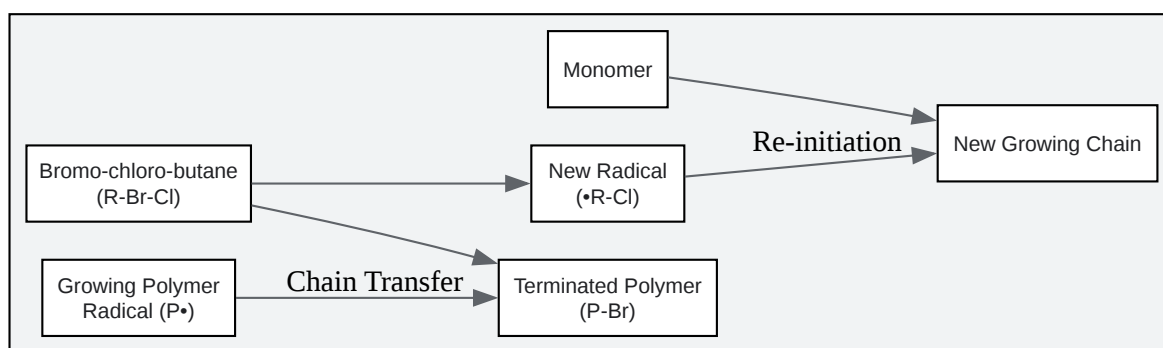 Monomer
New Growing Chain
Re-initiation
Bromo-chloro-butane
(R-Br-Cl)
New Radical
(•R-Cl)
Growing Polymer
Radical (P•)
Chain Transfer
Terminated Polymer
(P-Br)